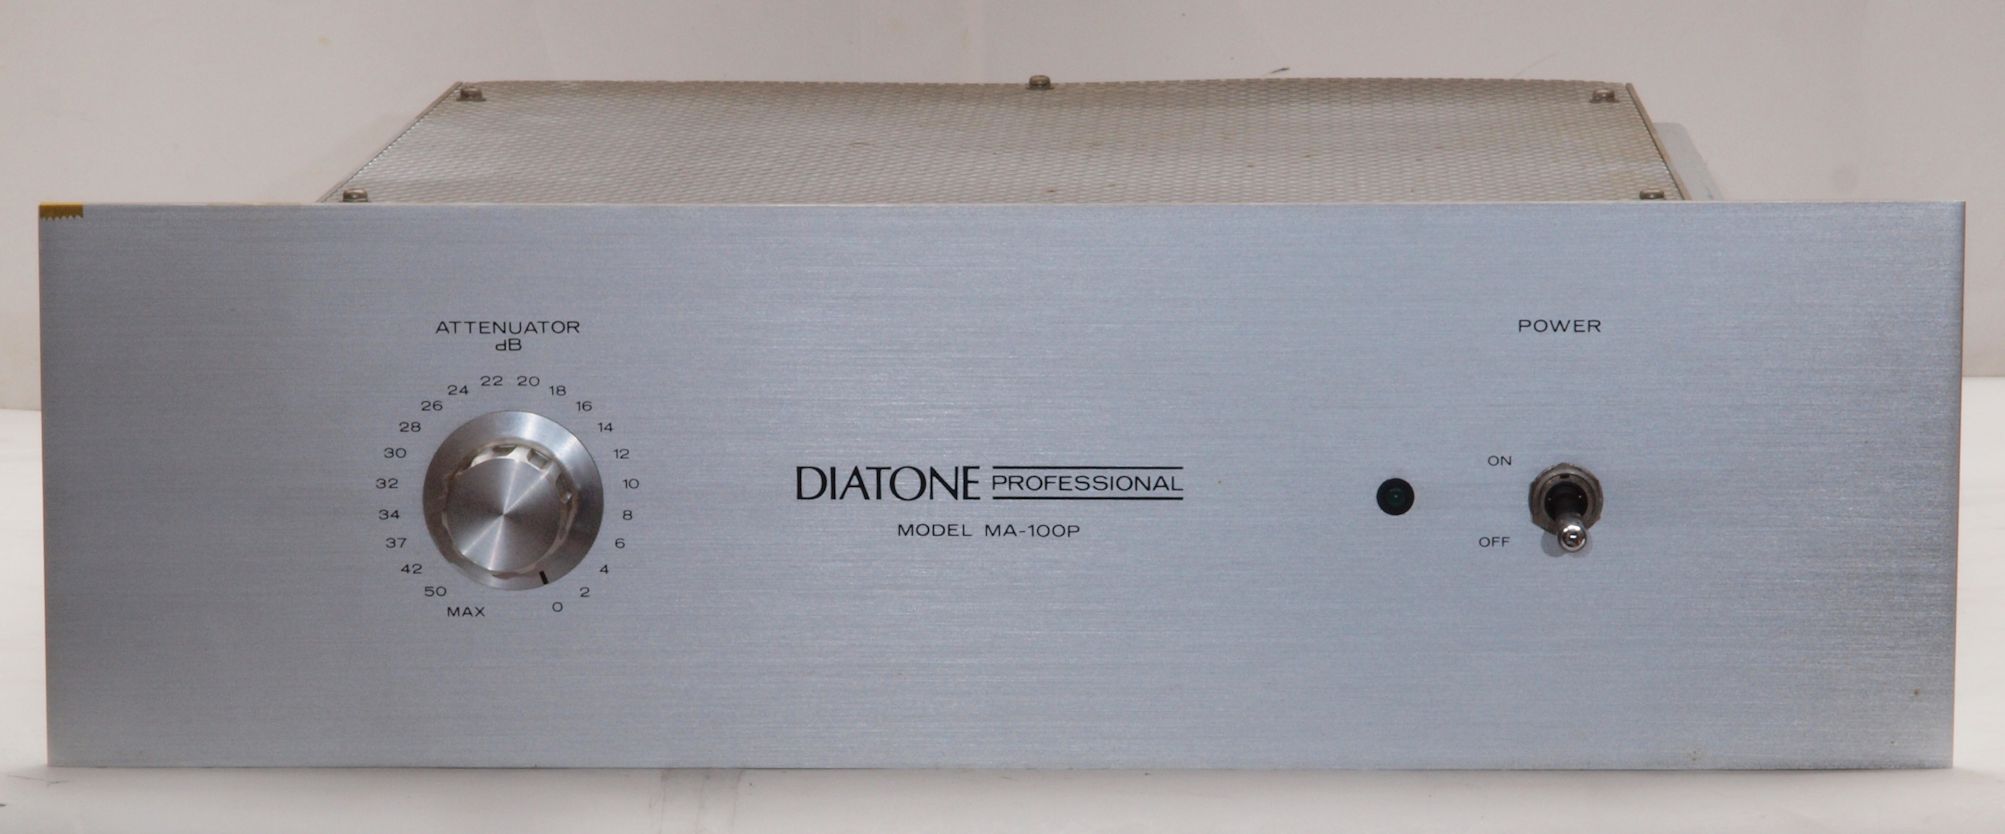 ATTENUATOR
dB
22 20
24 18
26 16
28 14
30 12
32 10
34 8
37 6
42 4
50 2
MAX 0
DIATONE PROFESSIONAL
MODEL MA-100P
POWER
ON
OFF